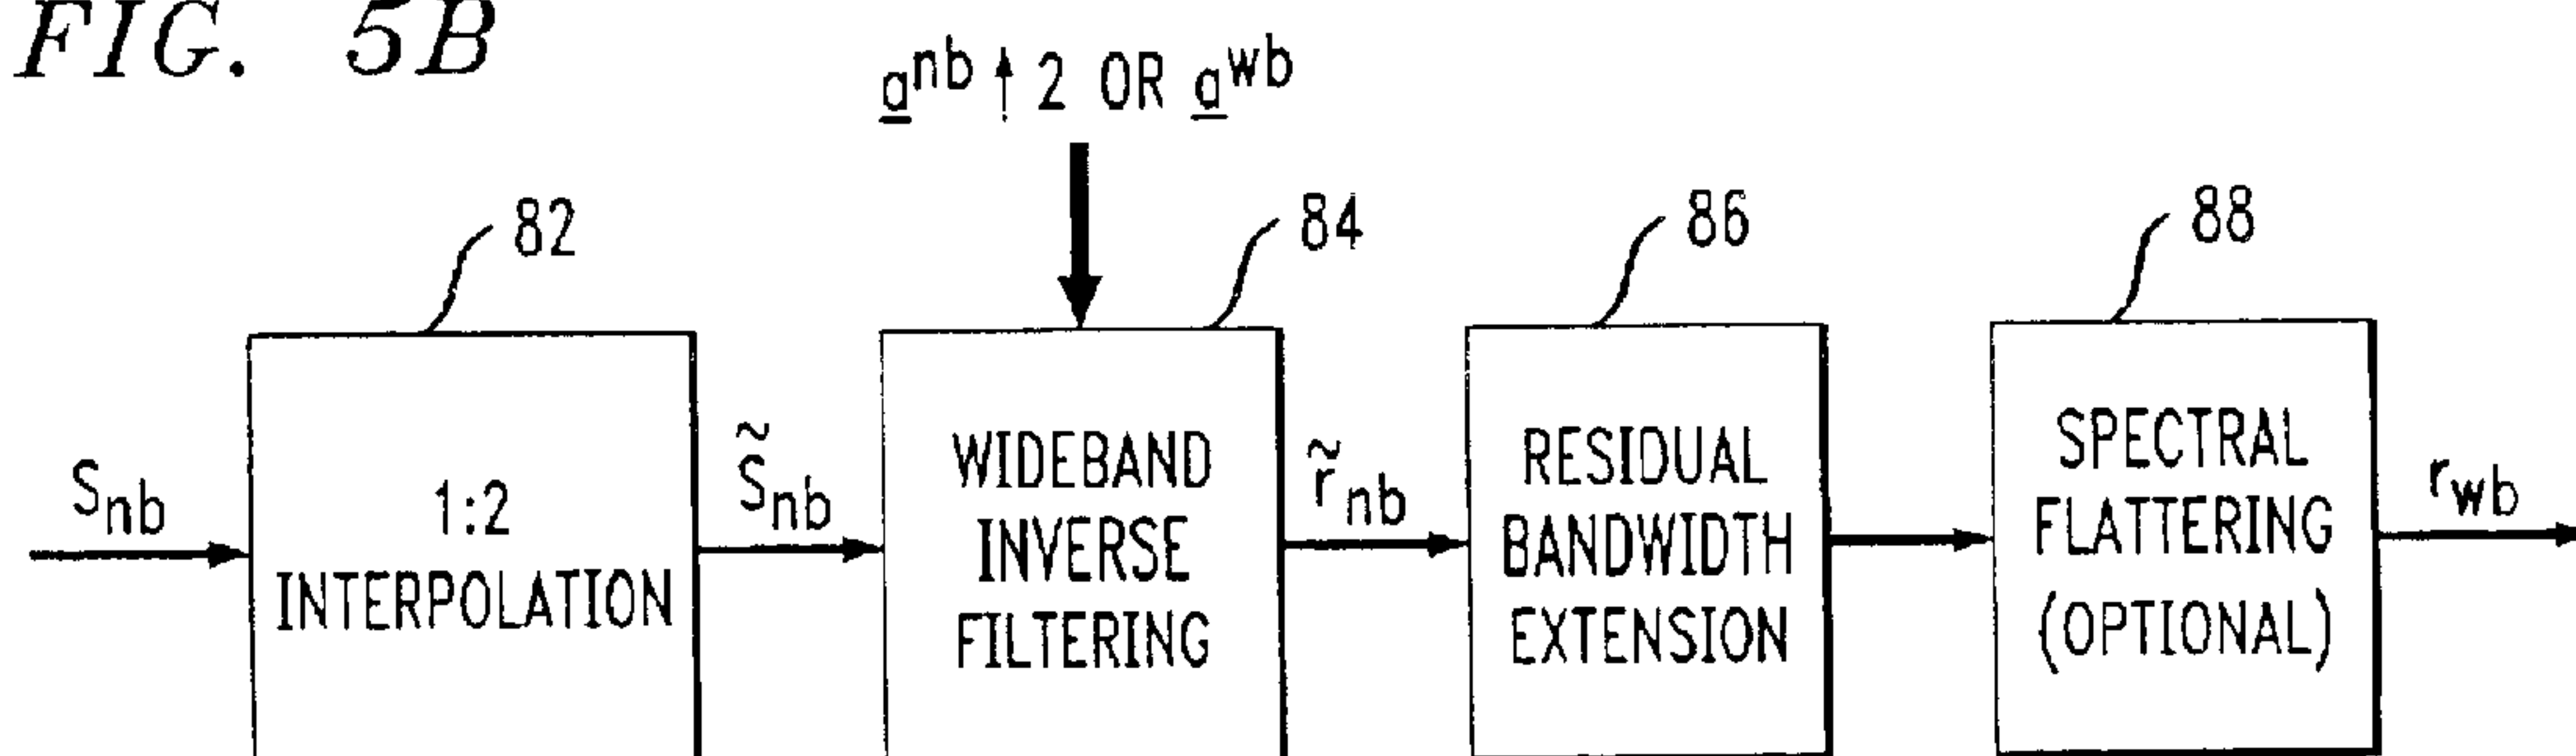 FIG. 5B
a^nb ↑ 2 OR a^wb
82
84
86
88
S_nb
1:2
INTERPOLATION
s̃_nb
WIDEBAND
INVERSE
FILTERING
r̃_nb
RESIDUAL
BANDWIDTH
EXTENSION
SPECTRAL
FLATTERING
(OPTIONAL)
r_wb